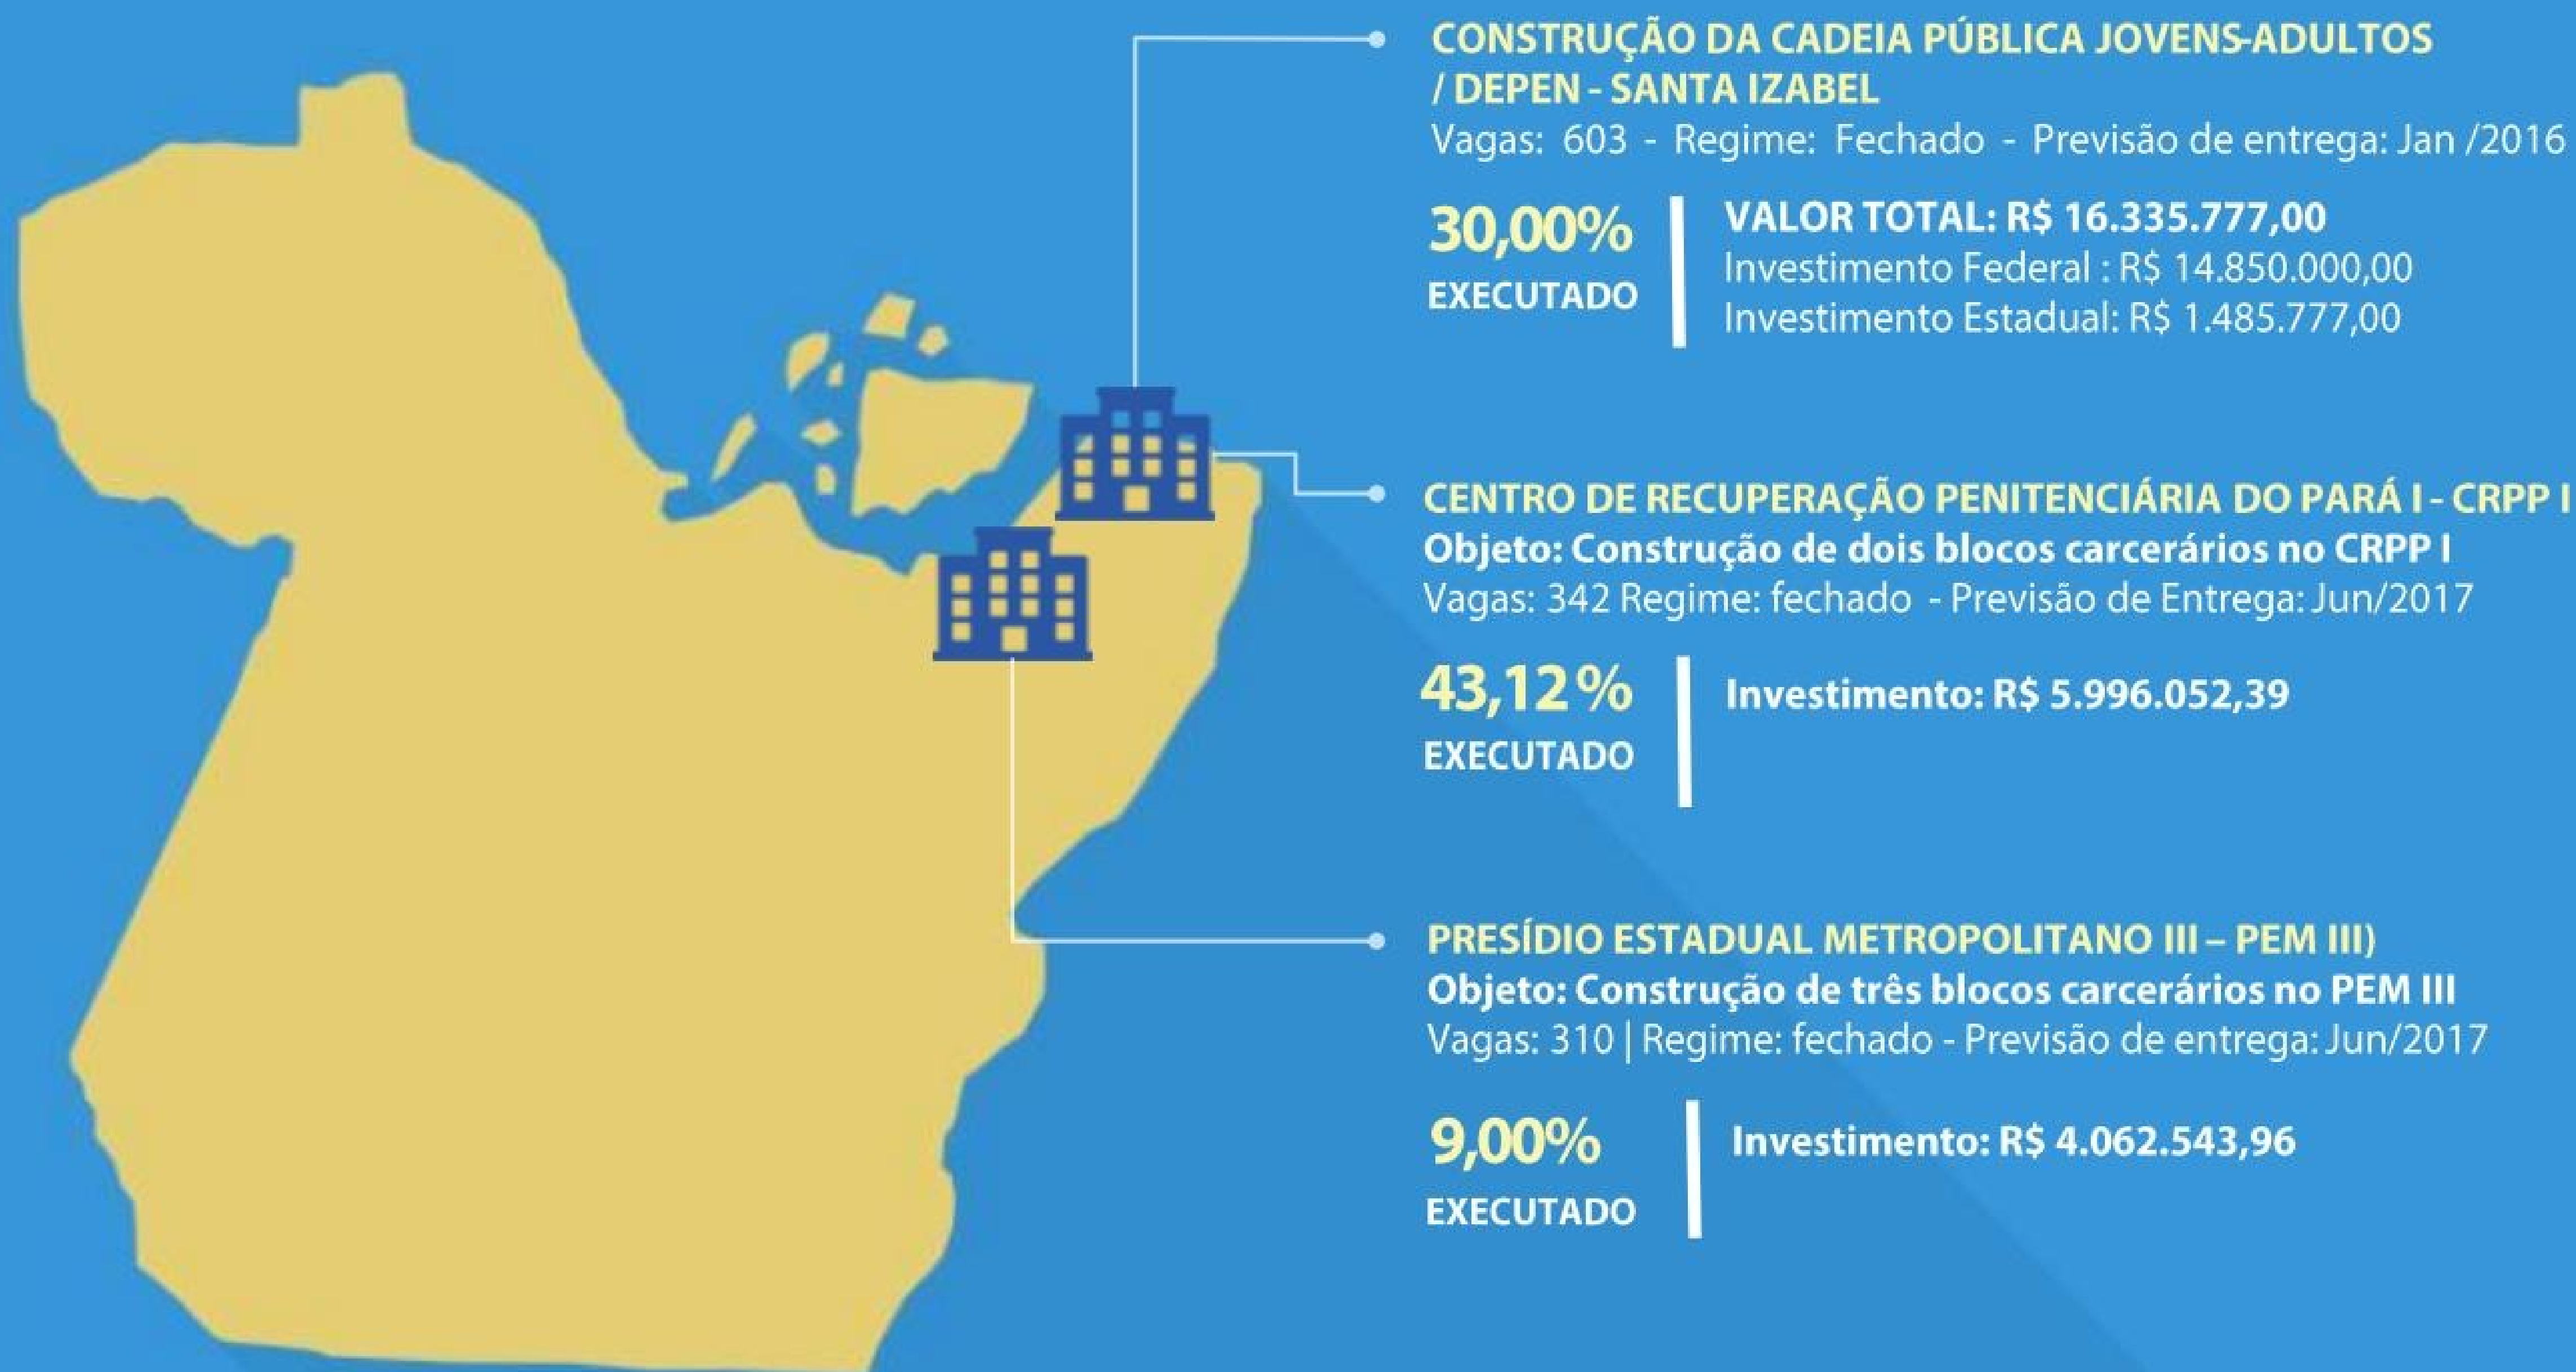 CONSTRUÇÃO DA CADEIA PÚBLICA JOVENS-ADULTOS
/ DEPEN - SANTA IZABEL
Vagas: 603 - Regime: Fechado - Previsão de entrega: Jan /2016
30,00%
EXECUTADO
VALOR TOTAL: R$ 16.335.777,00
Investimento Federal : R$ 14.850.000,00
Investimento Estadual: R$ 1.485.777,00
CENTRO DE RECUPERAÇÃO PENITENCIÁRIA DO PARÁ I - CRPP I
Objeto: Construção de dois blocos carcerários no CRPP I
Vagas: 342 Regime: fechado - Previsão de Entrega: Jun/2017
43,12%
EXECUTADO
Investimento: R$ 5.996.052,39
PRESÍDIO ESTADUAL METROPOLITANO III – PEM III)
Objeto: Construção de três blocos carcerários no PEM III
Vagas: 310 | Regime: fechado - Previsão de entrega: Jun/2017
9,00%
EXECUTADO
Investimento: R$ 4.062.543,96